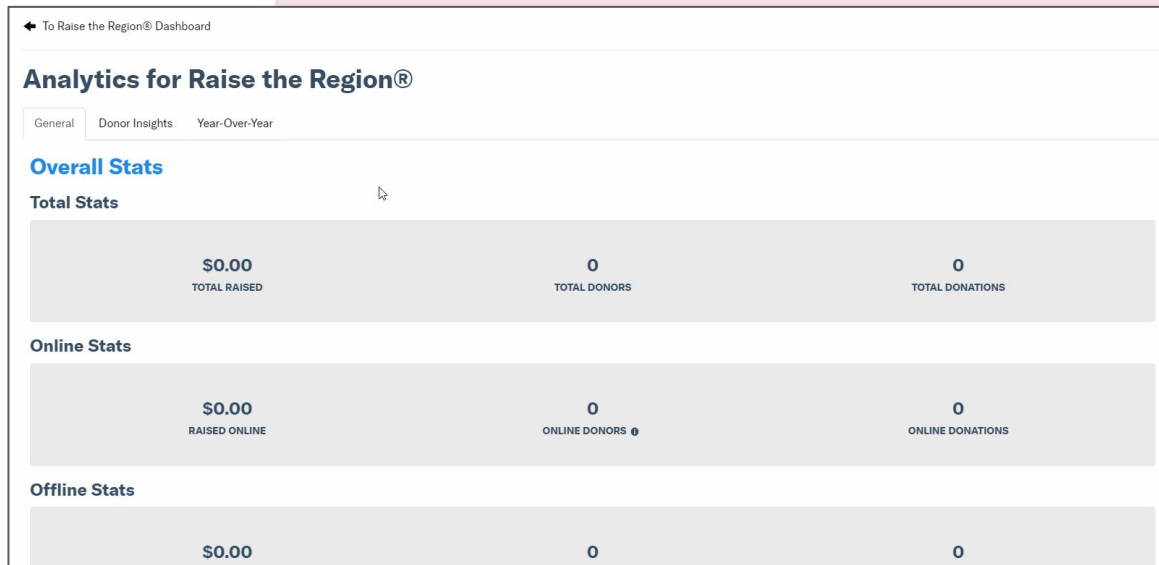 To Raise the Region® Dashboard
Analytics for Raise the Region®
General Donor Insights Year-Over-Year
Overall Stats
Total Stats
$0.00 0 0
TOTAL RAISED TOTAL DONORS TOTAL DONATIONS
Online Stats
$0.00 0 0
RAISED ONLINE ONLINE DONORS ONLINE DONATIONS
Offline Stats
$0.00 0 0